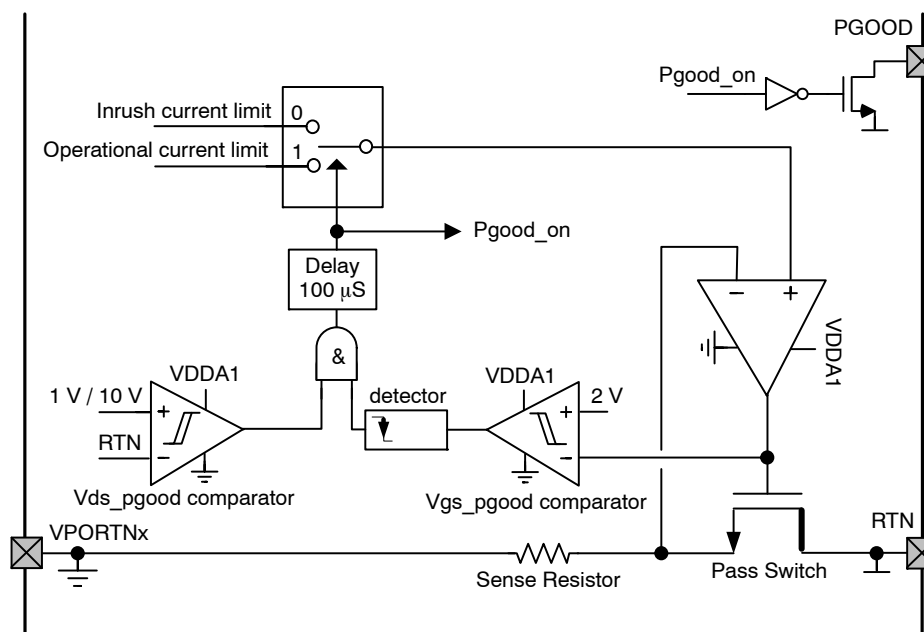 PGOOD
Pgood_on
Inrush current limit 0
Operational current limit 1
Pgood_on
Delay
100 μS
− +
VDDA1
&
VDDA1
detector
VDDA1
1 V / 10 V +
RTN −
+ 2 V
−
Vds_pgood comparator
Vgs_pgood comparator
VPORTNx
RTN
Sense Resistor
Pass Switch